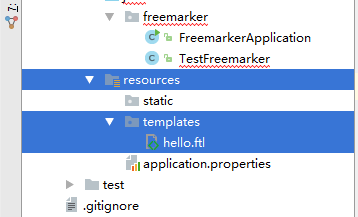 freemarker
FreemarkerApplication
TestFreemarker
resources
static
templates
hello.ftl
application.properties
test
.gitignore